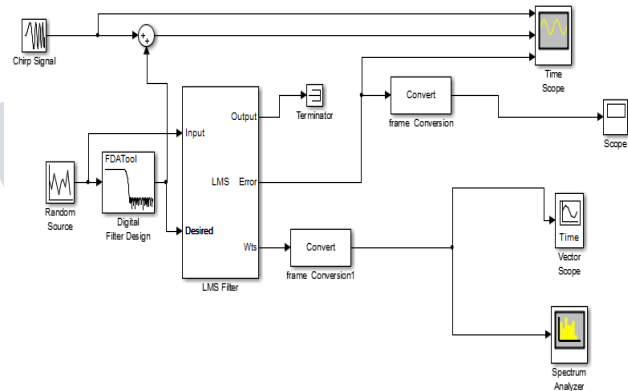 Chirp Signal
+
+
Time
Scope
Convert
frame Conversion
Scope
Terminator
Output
Input
LMS
Error
Desired
Wts
LMS Filter
Random
Source
FDATool
Digital
Filter Design
Convert
frame Conversion1
Time
Vector
Scope
Spectrum
Analyzer